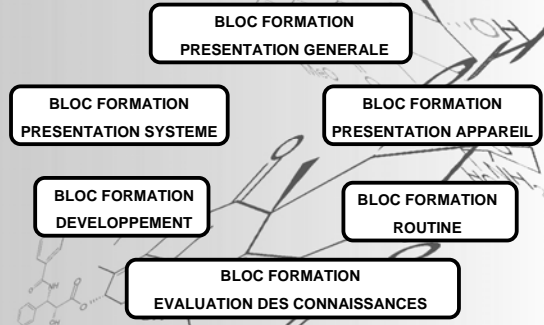 BLOC FORMATION
PRESENTATION GENERALE
BLOC FORMATION
PRESENTATION SYSTEME
BLOC FORMATION
PRESENTATION APPAREIL
BLOC FORMATION
DEVELOPPEMENT
BLOC FORMATION
ROUTINE
BLOC FORMATION
EVALUATION DES CONNAISSANCES